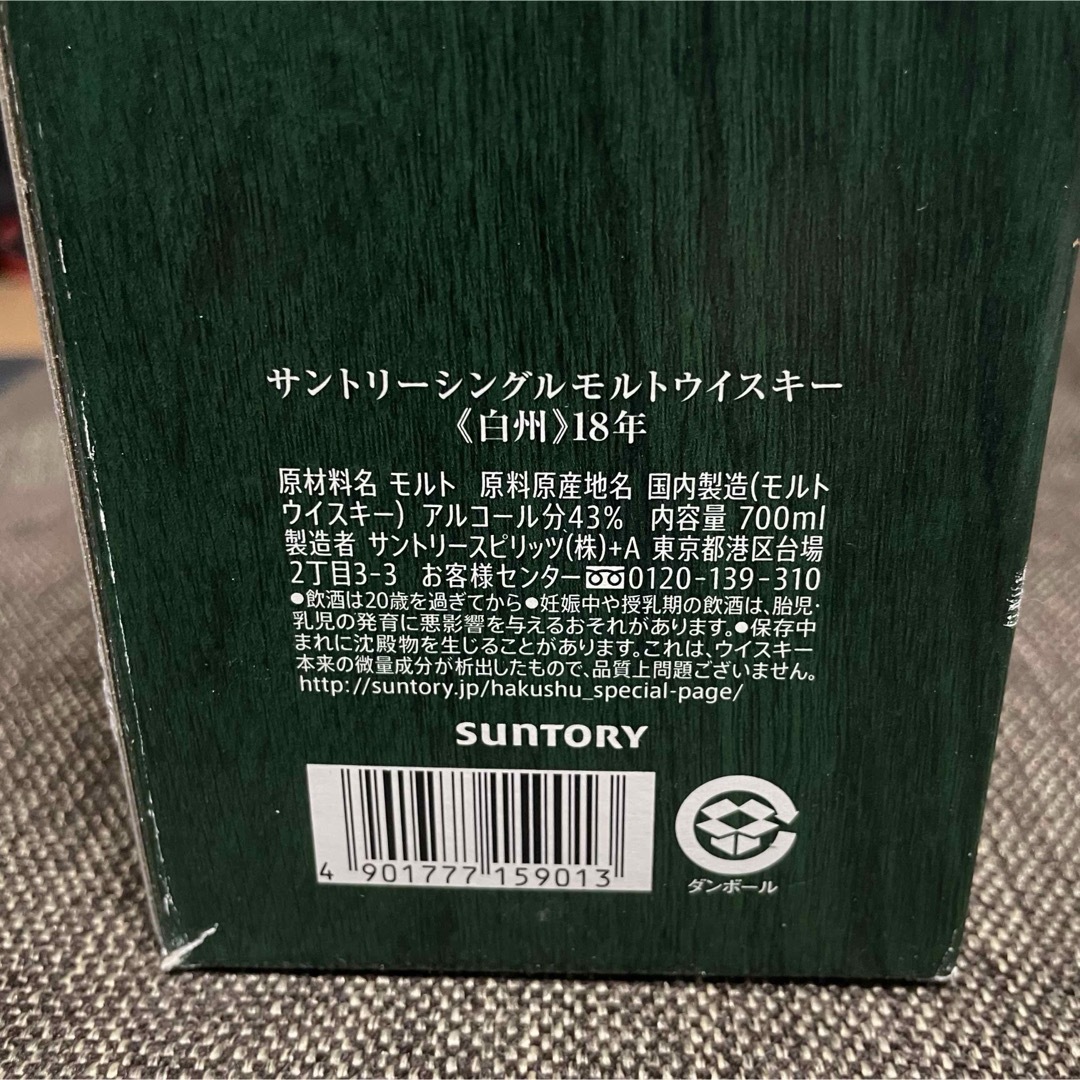 サントリーシングルモルトウイスキー
《白州》18年
原材料名 モルト　原料原産地名 国内製造(モルト
ウイスキー)　アルコール分43%　内容量 700ml
製造者 サントリースピリッツ(株)+A 東京都港区台場
2丁目3-3　お客様センター 0120-139-310
●飲酒は20歳を過ぎてから●妊娠中や授乳期の飲酒は、胎児・
乳児の発育に悪影響を与えるおそれがあります。●保存中
まれに沈殿物を生じることがあります。これは、ウイスキー
本来の微量成分が析出したもので、品質上問題ございません。
http://suntory.jp/hakushu_special-page/
SUNTORY
4 901777 159013
ダンボール